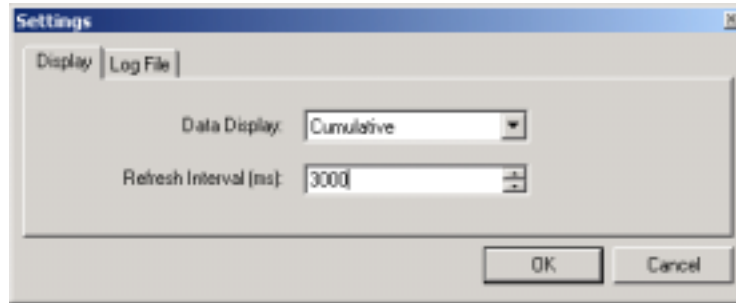 Settings
Display Log File
Data Display: Cumulative
Refresh Interval (ms): 3000
OK Cancel